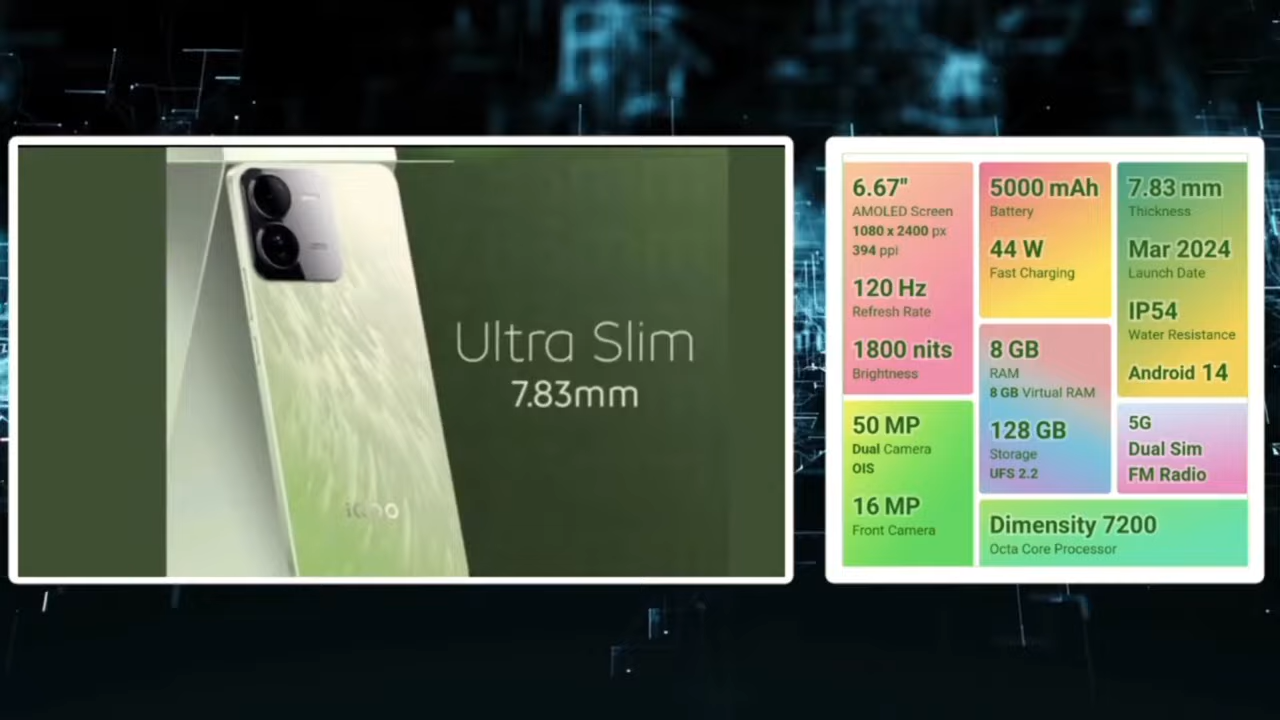 Ultra Slim
7.83mm
iQOO
6.67"
AMOLED Screen
1080 x 2400 px
394 ppi
120 Hz
Refresh Rate
1800 nits
Brightness
50 MP
Dual Camera
OIS
16 MP
Front Camera
5000 mAh
Battery
44 W
Fast Charging
8 GB
RAM
8 GB Virtual RAM
128 GB
Storage
UFS 2.2
7.83 mm
Thickness
Mar 2024
Launch Date
IP54
Water Resistance
Android 14
5G
Dual Sim
FM Radio
Dimensity 7200
Octa Core Processor